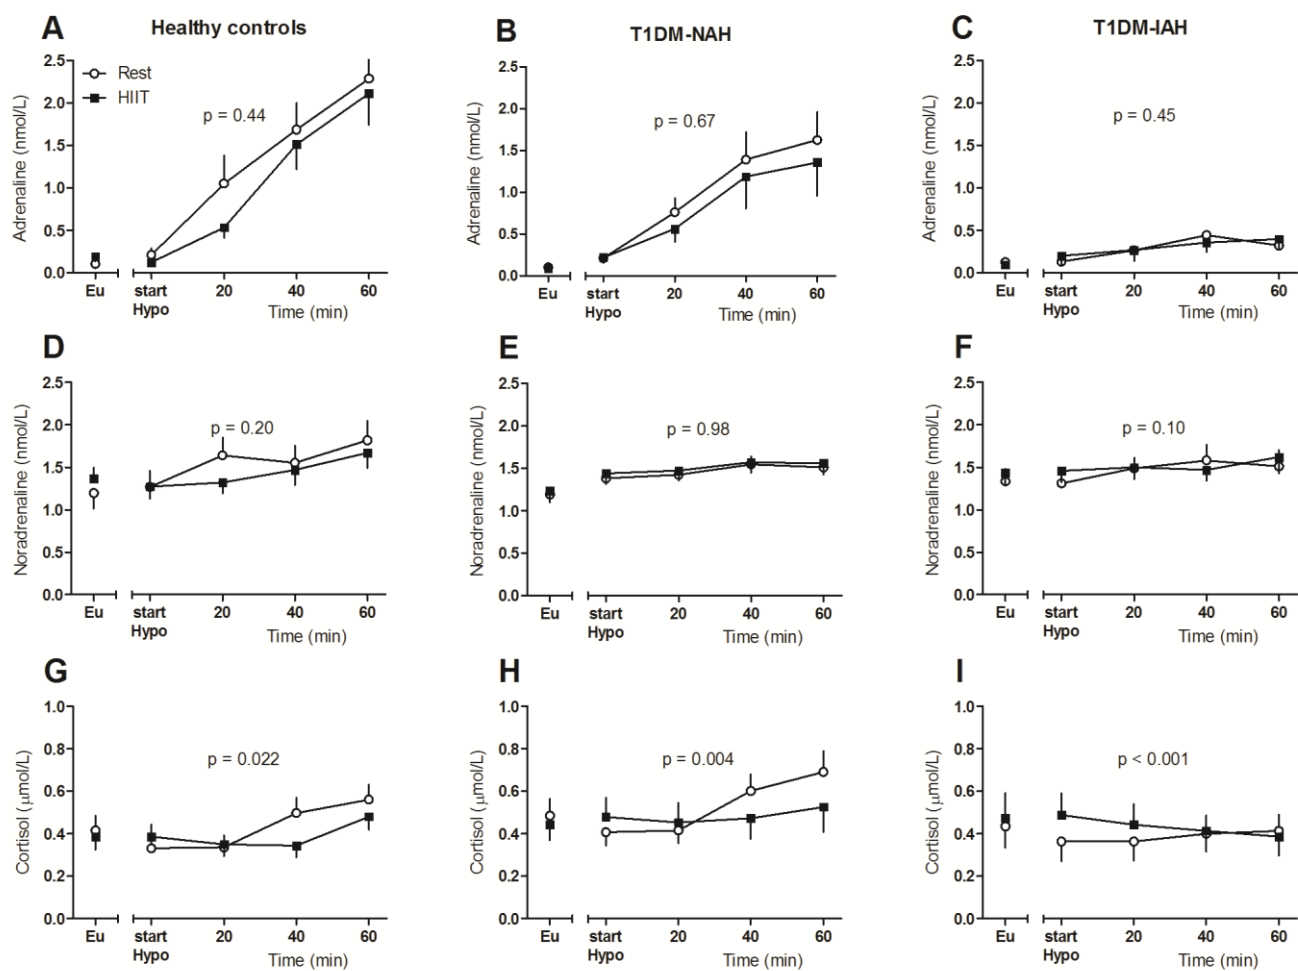 A
Healthy controls
B
T1DM-NAH
C
T1DM-IAH
2.5
2.0
1.5
1.0
0.5
0.0
Adrenaline (nmol/L)
Rest
HIIT
p = 0.44
Eu
start
Hypo
20
40
60
Time (min)
2.5
2.0
1.5
1.0
0.5
0.0
Adrenaline (nmol/L)
p = 0.67
Eu
start
Hypo
20
40
60
Time (min)
2.5
2.0
1.5
1.0
0.5
0.0
Adrenaline (nmol/L)
p = 0.45
Eu
start
Hypo
20
40
60
Time (min)
D
2.5
2.0
1.5
1.0
0.5
0.0
Noradrenaline (nmol/L)
p = 0.20
Eu
start
Hypo
20
40
60
Time (min)
E
2.5
2.0
1.5
1.0
0.5
0.0
Noradrenaline (nmol/L)
p = 0.98
Eu
start
Hypo
20
40
60
Time (min)
F
2.5
2.0
1.5
1.0
0.5
0.0
Noradrenaline (nmol/L)
p = 0.10
Eu
start
Hypo
20
40
60
Time (min)
G
1.0
0.8
0.6
0.4
0.2
0.0
Cortisol (μmol/L)
p = 0.022
Eu
start
Hypo
20
40
60
Time (min)
H
1.0
0.8
0.6
0.4
0.2
0.0
Cortisol (μmol/L)
p = 0.004
Eu
start
Hypo
20
40
60
Time (min)
I
1.0
0.8
0.6
0.4
0.2
0.0
Cortisol (μmol/L)
p < 0.001
Eu
start
Hypo
20
40
60
Time (min)